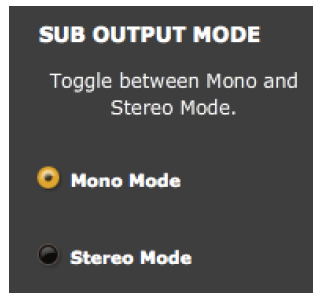 SUB OUTPUT MODE
Toggle between Mono and
Stereo Mode.
Mono Mode
Stereo Mode